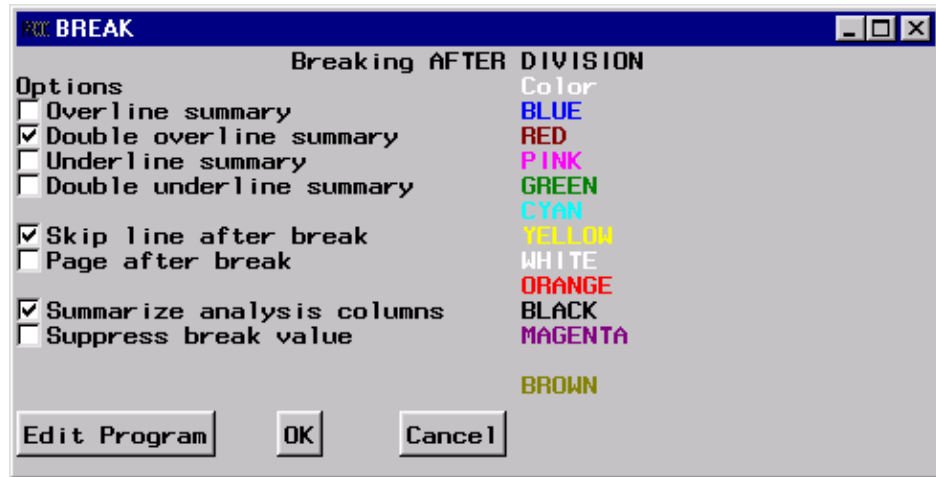 BREAK
Breaking AFTER DIVISION
Options Color
Overline summary BLUE
Double overline summary RED
Underline summary PINK
Double underline summary GREEN
CYAN
Skip line after break YELLOW
Page after break WHITE
ORANGE
Summarize analysis columns BLACK
Suppress break value MAGENTA
BROWN
Edit Program OK Cancel